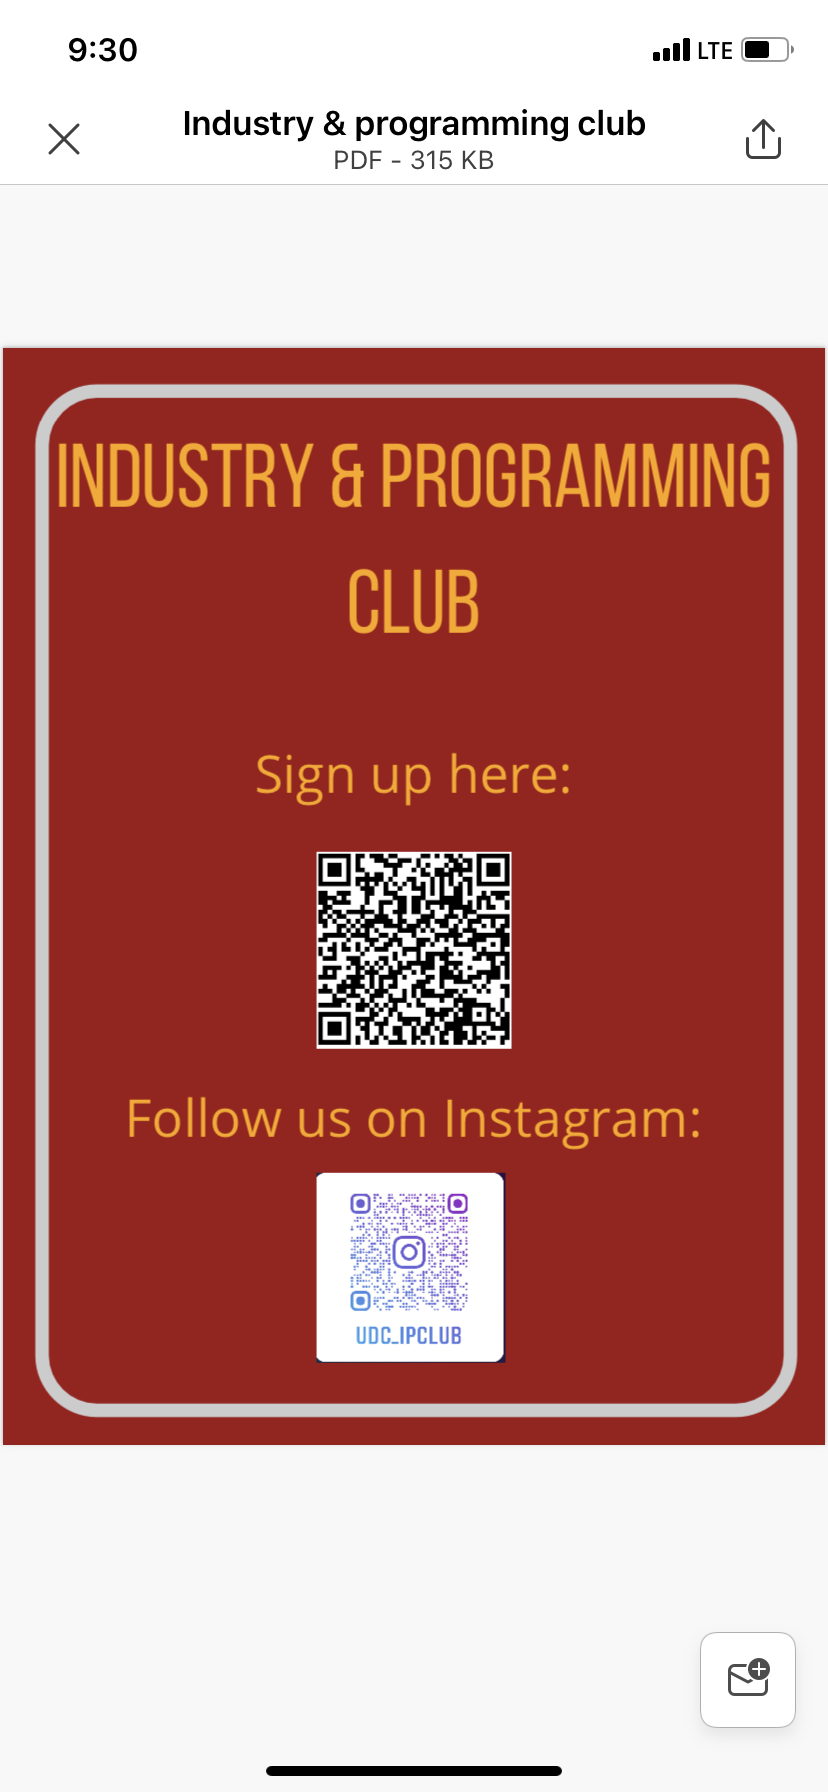 9:30
LTE
Industry & programming club
PDF - 315 KB
INDUSTRY & PROGRAMMING
CLUB
Sign up here:
Follow us on Instagram:
UDC_IPCLUB